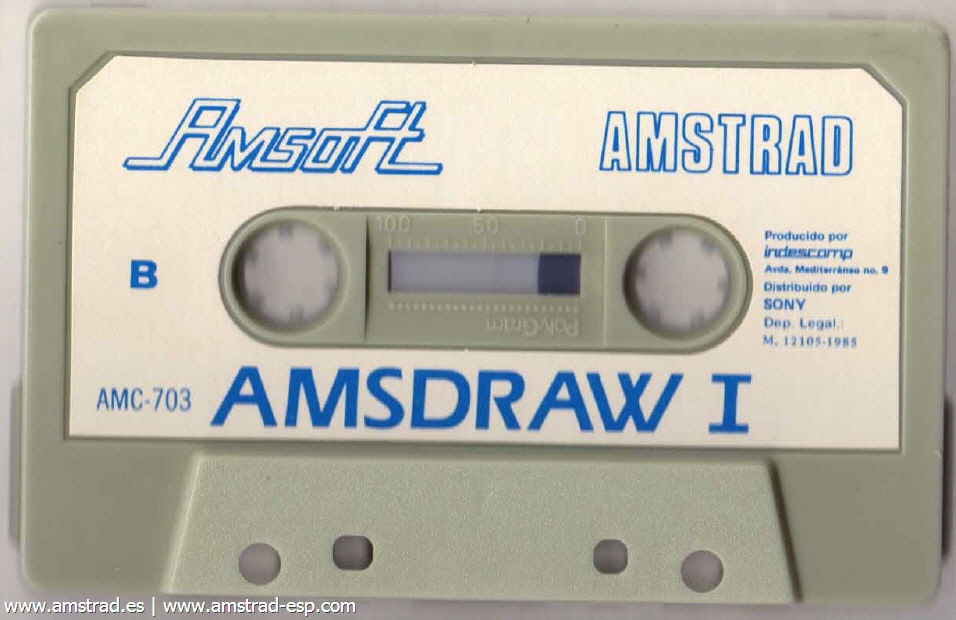 Amsoft
AMSTRAD
100 50 0
Producido por
indescomp
Avda. Mediterráneo no. 9
Distribuido por
SONY
Dep. Legal.:
M. 12105-1985
B
PolyGram
AMC-703
AMSDRAW I
www.amstrad.es | www.amstrad-esp.com